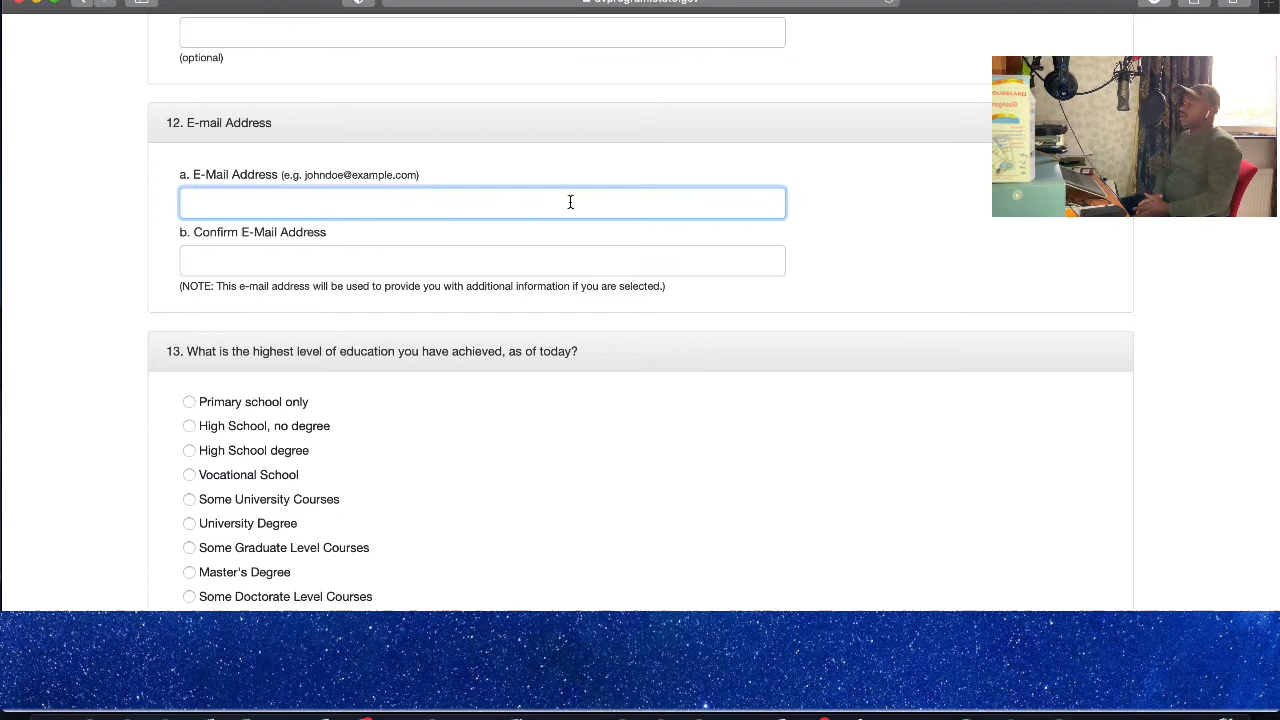 dvprogram.state.gov
(optional)
12. E-mail Address
a. E-Mail Address (e.g. johndoe@example.com)
b. Confirm E-Mail Address
(NOTE: This e-mail address will be used to provide you with additional information if you are selected.)
13. What is the highest level of education you have achieved, as of today?
Primary school only
High School, no degree
High School degree
Vocational School
Some University Courses
University Degree
Some Graduate Level Courses
Master's Degree
Some Doctorate Level Courses